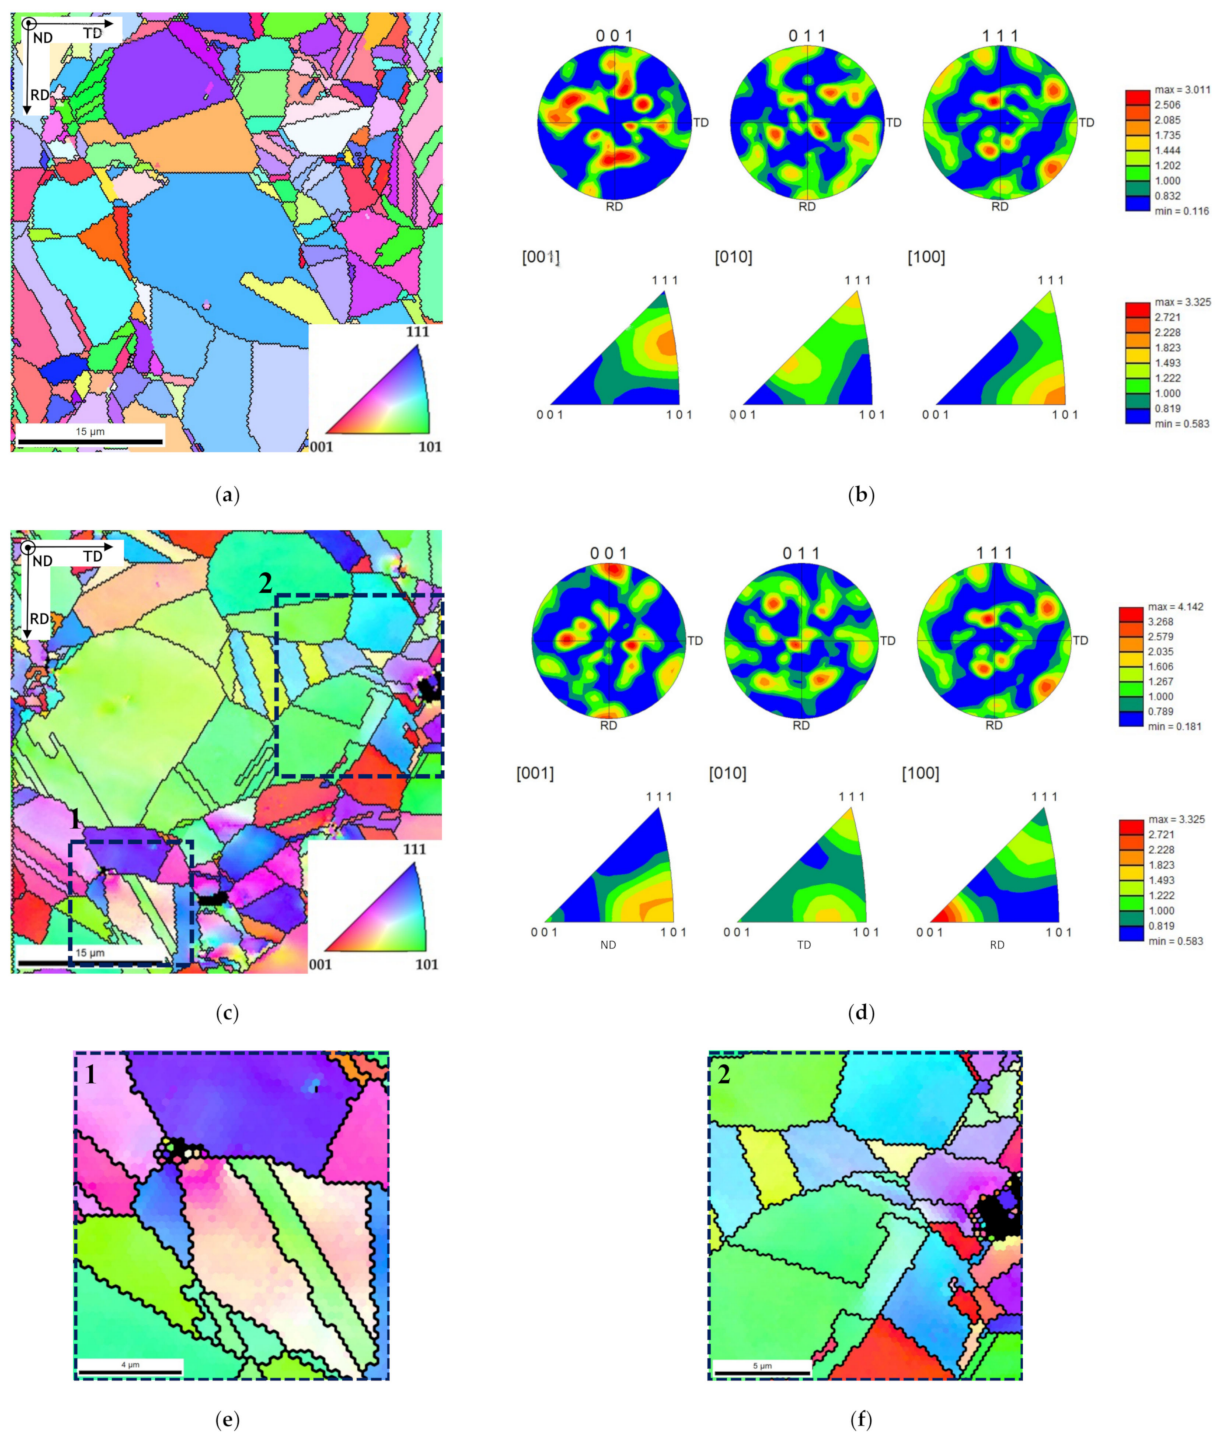 ND
TD
RD
111
001
101
15 µm
(a)
0 0 1
0 1 1
1 1 1
TD
TD
TD
RD
RD
RD
max = 3.011
2.506
2.085
1.735
1.444
1.202
1.000
0.832
min = 0.116
[001]
[010]
[100]
1 1 1
1 1 1
1 1 1
0 0 1
1 0 1
0 0 1
1 0 1
0 0 1
1 0 1
max = 3.325
2.721
2.228
1.823
1.493
1.222
1.000
0.819
min = 0.583
(b)
ND
TD
RD
2
1
111
001
101
15 µm
(c)
0 0 1
0 1 1
1 1 1
TD
TD
TD
RD
RD
RD
max = 4.142
3.268
2.579
2.035
1.606
1.267
1.000
0.789
min = 0.181
[001]
[010]
[100]
1 1 1
1 1 1
1 1 1
0 0 1
1 0 1
0 0 1
1 0 1
0 0 1
1 0 1
ND
TD
RD
max = 3.325
2.721
2.228
1.823
1.493
1.222
1.000
0.819
min = 0.583
(d)
1
4 µm
(e)
2
5 µm
(f)